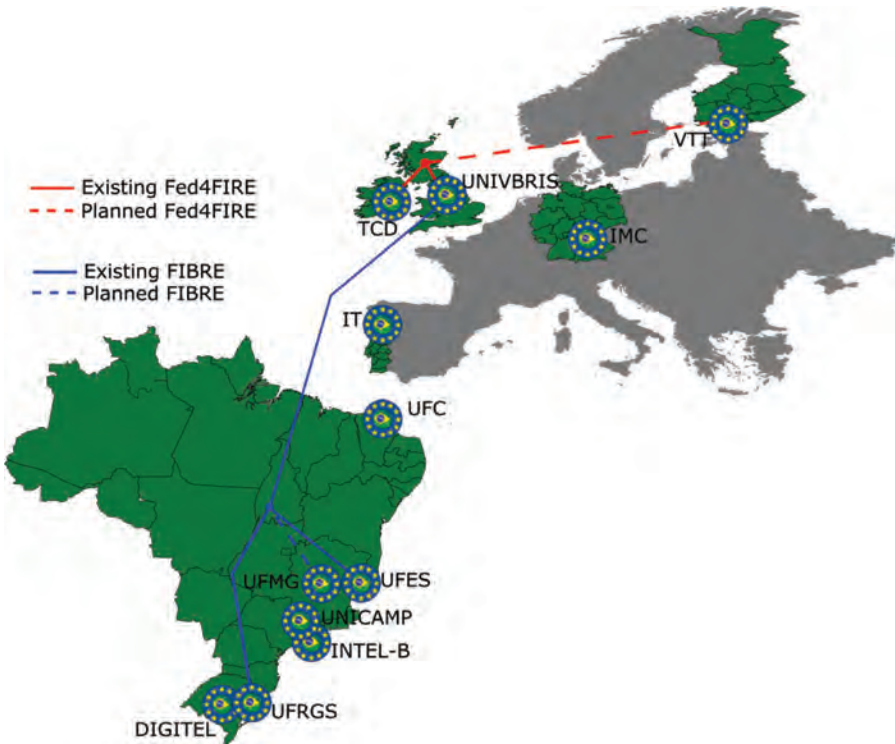 VTT
Existing Fed4FIRE
Planned Fed4FIRE
UNIVBRIS
TCD
IMC
Existing FIBRE
Planned FIBRE
IT
UFC
UFMG
UFES
UNICAMP
INTEL-B
UFRGS
DIGITEL